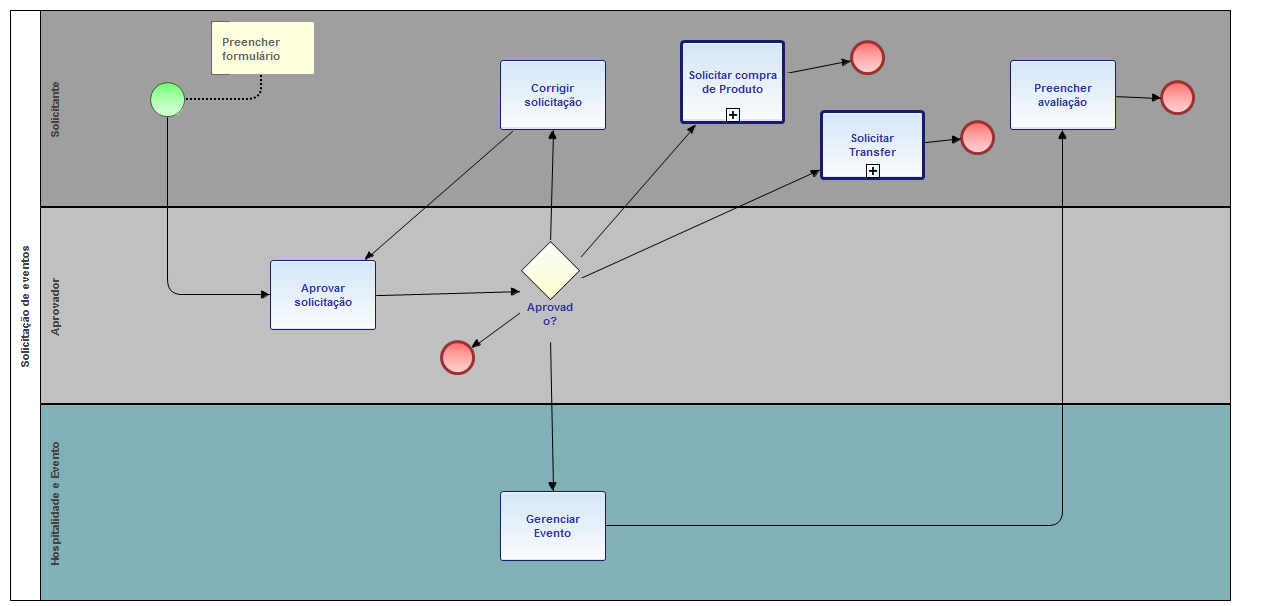 Solicitação de eventos
Solicitante
Preencher
formulário
Corrigir
solicitação
Solicitar compra
de Produto
Solicitar
Transfer
Preencher
avaliação
Aprovador
Aprovar
solicitação
Aprovad
o?
Hospitalidade e Evento
Gerenciar
Evento